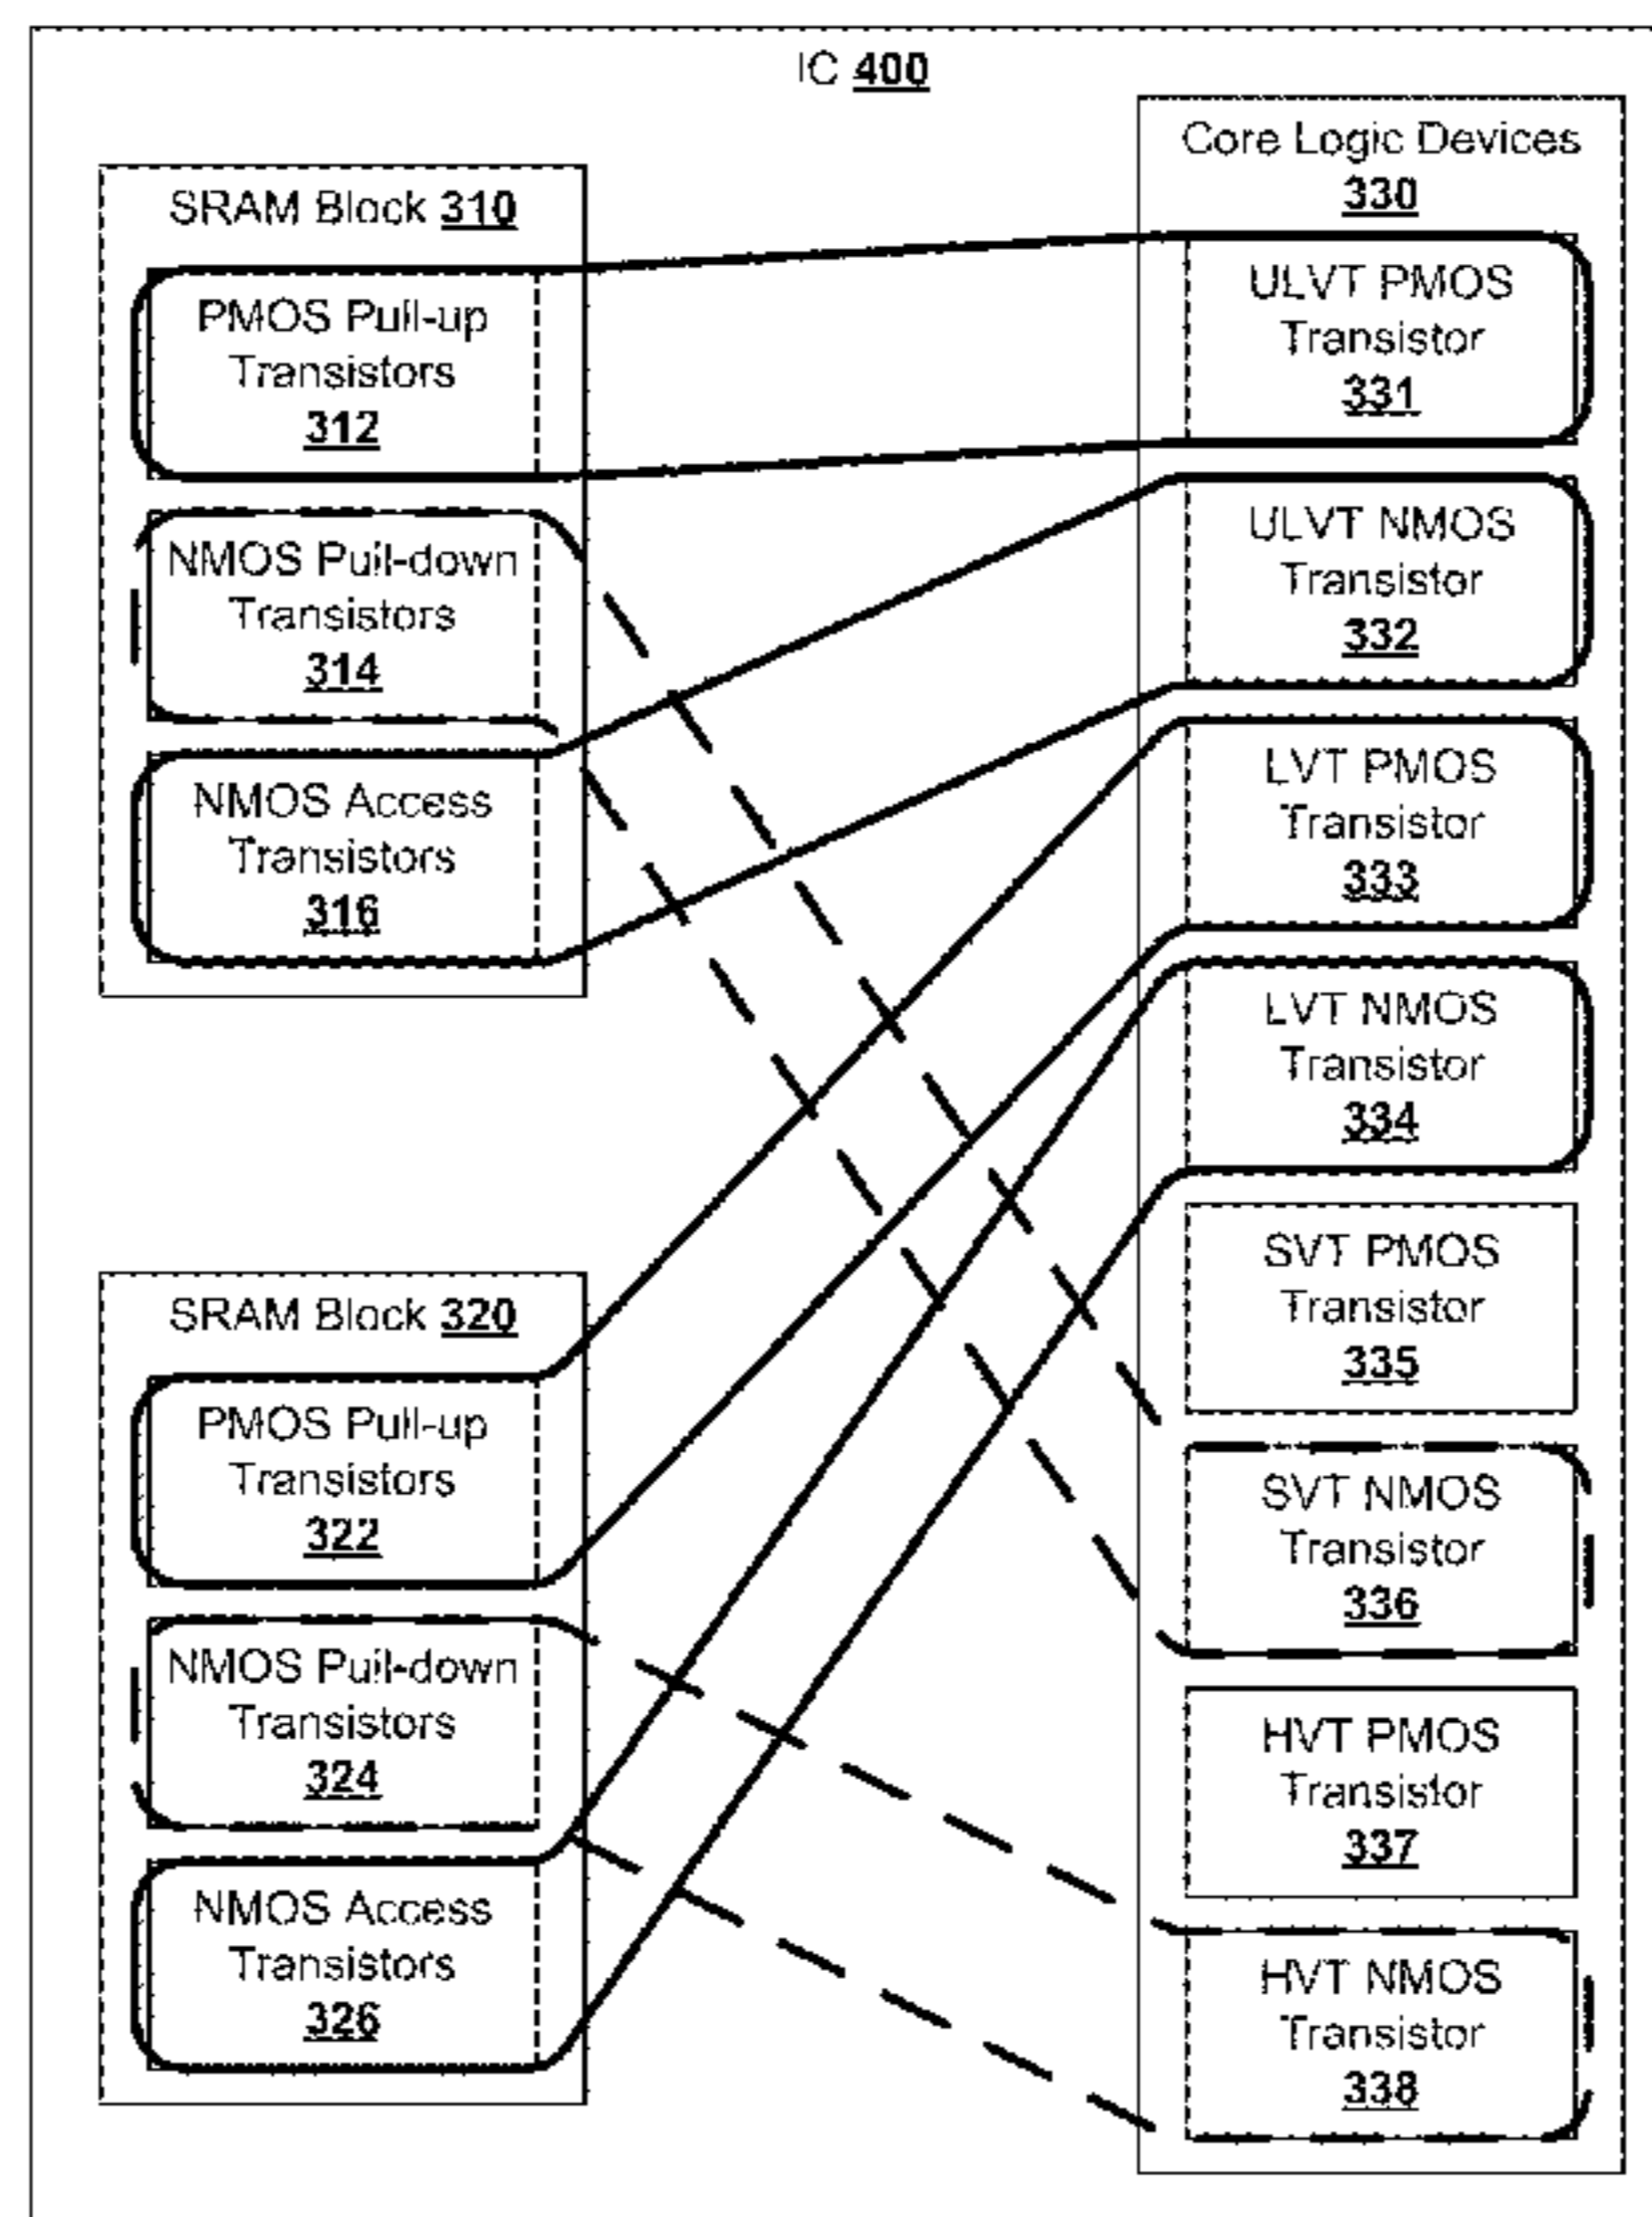 IC 400
SRAM Block 310
PMOS Pull-up
Transistors
312
NMOS Pull-down
Transistors
314
NMOS Access
Transistors
316
SRAM Block 320
PMOS Pull-up
Transistors
322
NMOS Pull-down
Transistors
324
NMOS Access
Transistors
326
Core Logic Devices
330
ULVT PMOS
Transistor
331
ULVT NMOS
Transistor
332
LVT PMOS
Transistor
333
LVT NMOS
Transistor
334
SVT PMOS
Transistor
335
SVT NMOS
Transistor
336
HVT PMOS
Transistor
337
HVT NMOS
Transistor
338